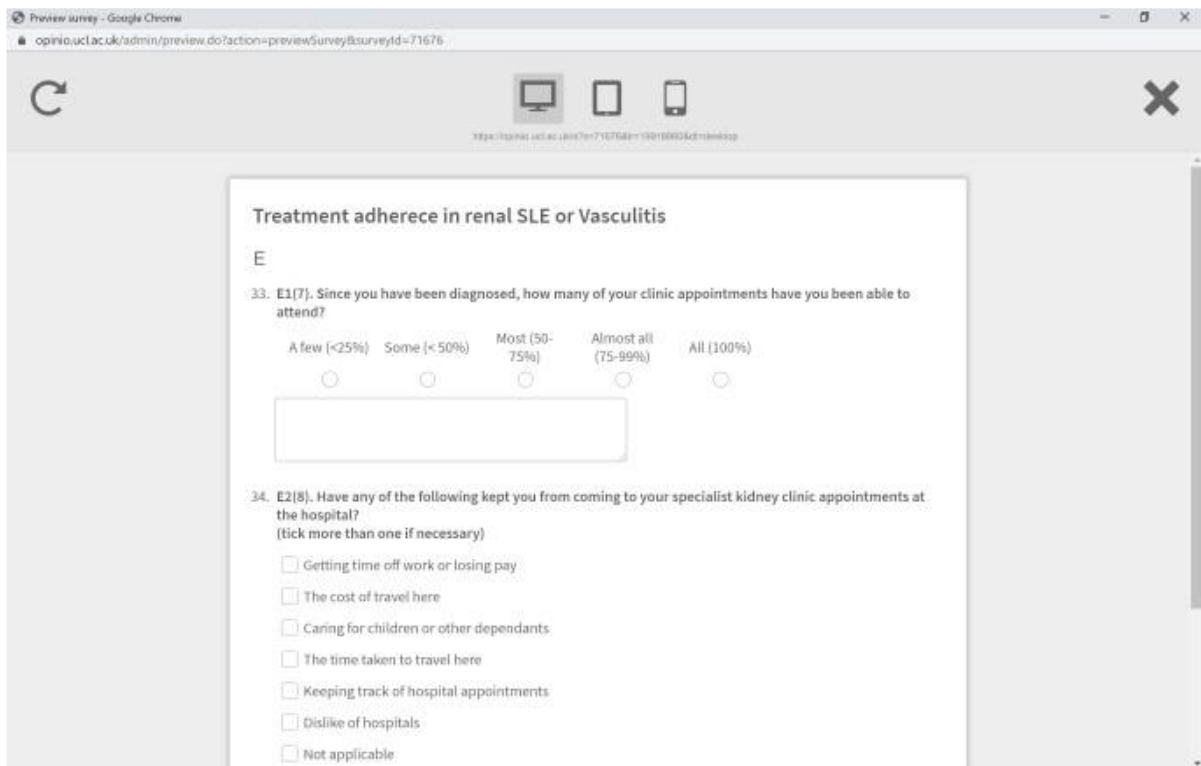 Preview survey - Google Chrome
opinio.ucl.ac.uk/admin/preview.do?action=previewSurvey&surveyId=71676
Treatment adherece in renal SLE or Vasculitis
E
33. E1(7). Since you have been diagnosed, how many of your clinic appointments have you been able to
attend?
A few (<25%) Some (< 50%) Most (50-
75%) Almost all
(75-99%) All (100%)
34. E2(8). Have any of the following kept you from coming to your specialist kidney clinic appointments at
the hospital?
(tick more than one if necessary)
Getting time off work or losing pay
The cost of travel here
Caring for children or other dependants
The time taken to travel here
Keeping track of hospital appointments
Dislike of hospitals
Not applicable